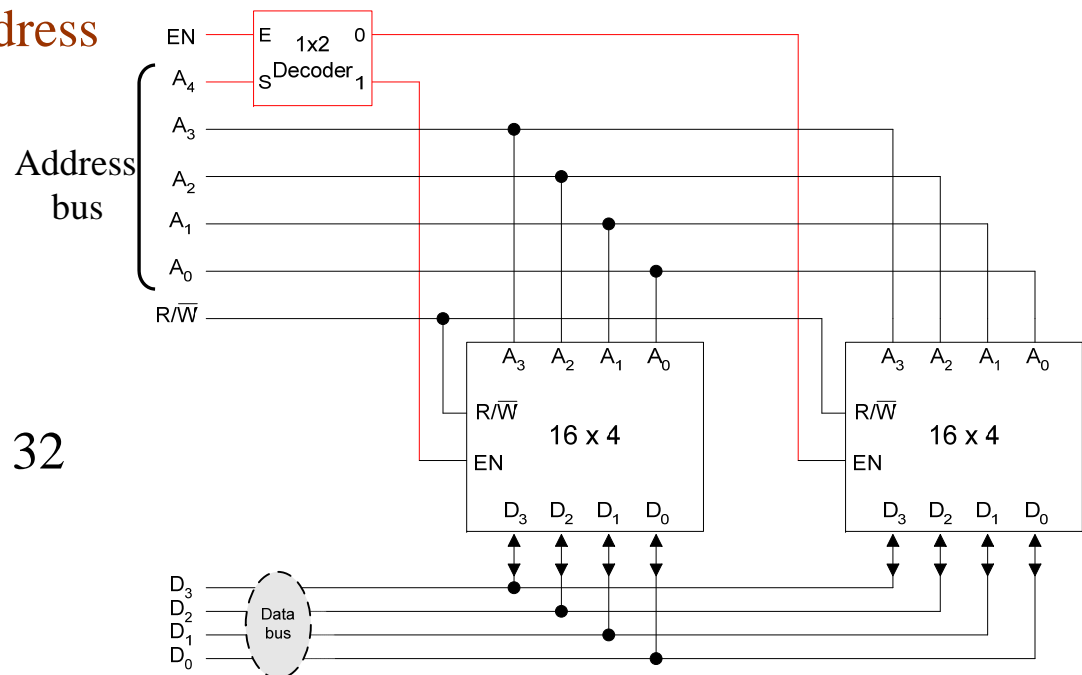 dress
EN
E 1x2 0
A4
S Decoder 1
A3
Address
bus
A2
A1
A0
R/W̅
A3 A2 A1 A0
R/W̅
16 x 4
EN
D3 D2 D1 D0
A3 A2 A1 A0
R/W̅
16 x 4
EN
D3 D2 D1 D0
32
D3
D2
D1
D0
Data
bus